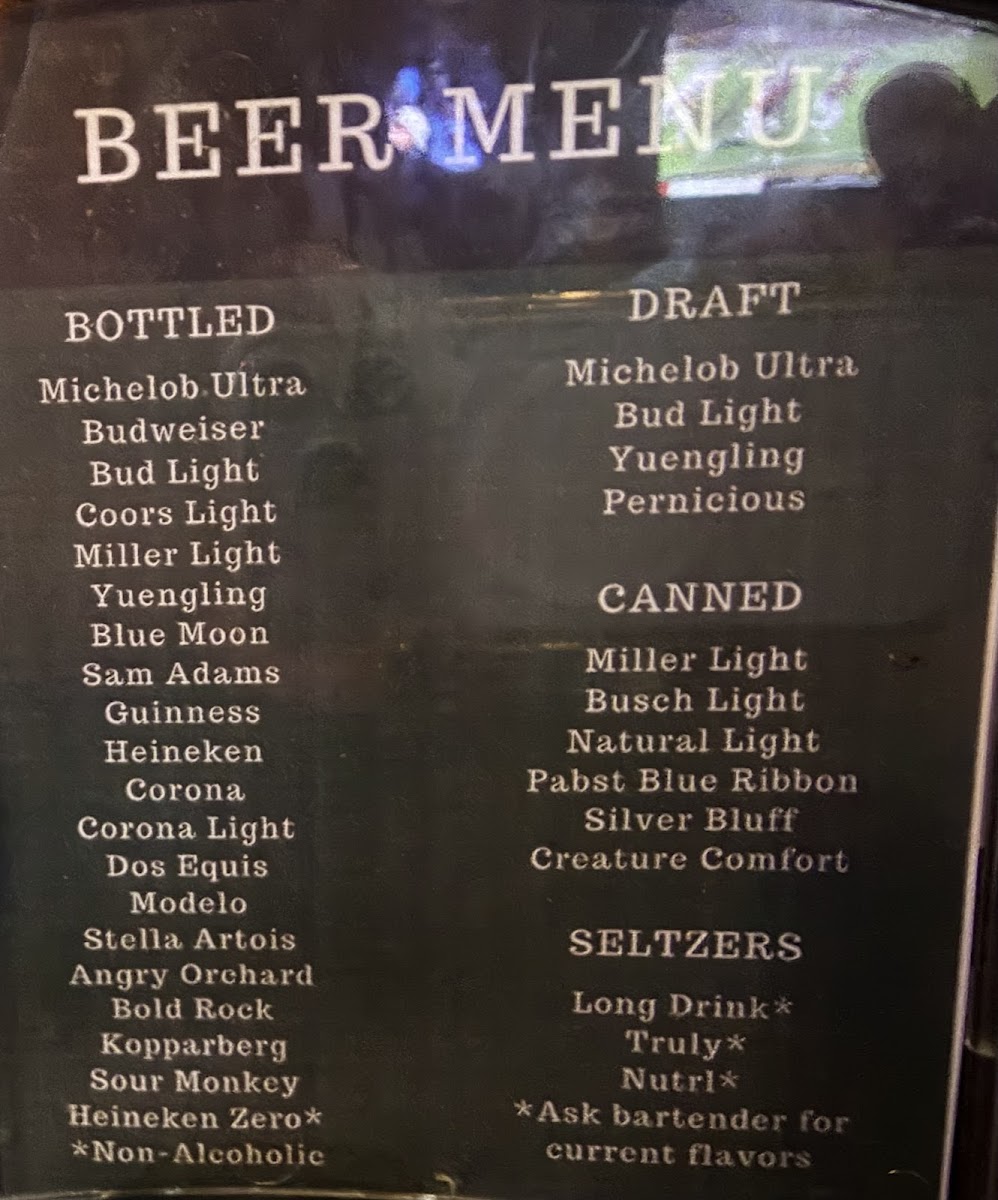 BEER MENU
BOTTLED
Michelob Ultra
Budweiser
Bud Light
Coors Light
Miller Light
Yuengling
Blue Moon
Sam Adams
Guinness
Heineken
Corona
Corona Light
Dos Equis
Modelo
Stella Artois
Angry Orchard
Bold Rock
Kopparberg
Sour Monkey
Heineken Zero*
*Non-Alcoholic
DRAFT
Michelob Ultra
Bud Light
Yuengling
Pernicious
CANNED
Miller Light
Busch Light
Natural Light
Pabst Blue Ribbon
Silver Bluff
Creature Comfort
SELTZERS
Long Drink*
Truly*
Nutrl*
*Ask bartender for
current flavors